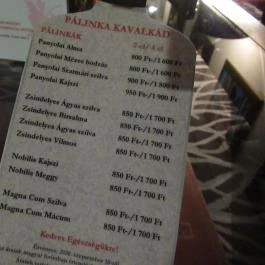 PÁLINKA KAVALKÁD
PÁLINKÁK 2 cl / 4 cl
Panyolai Alma 800 Ft/1 600 Ft
Panyolai Mézes bodzás 800 Ft/1 600 Ft
Panyolai Szatmári szilva 950 Ft/1 900 Ft
Panyolai Kajszi 950 Ft/1 900 Ft
Zsindelyes Ágyas szilva 850 Ft/1 700 Ft
Zsindelyes Birsalma 850 Ft/1 700 Ft
Zsindelyes Ágyas Szilva 850 Ft/1 700 Ft
Zsindelyes Vilmos 850 Ft/1 700 Ft
Nobilis Kajszi 850 Ft/1 700 Ft
Nobilis Meggy 850 Ft/1 700 Ft
Magna Cum Szilva 850 Ft/1 700 Ft
Magna Cum Mácum 850 Ft/1 700 Ft
Kedves Egészségükre!